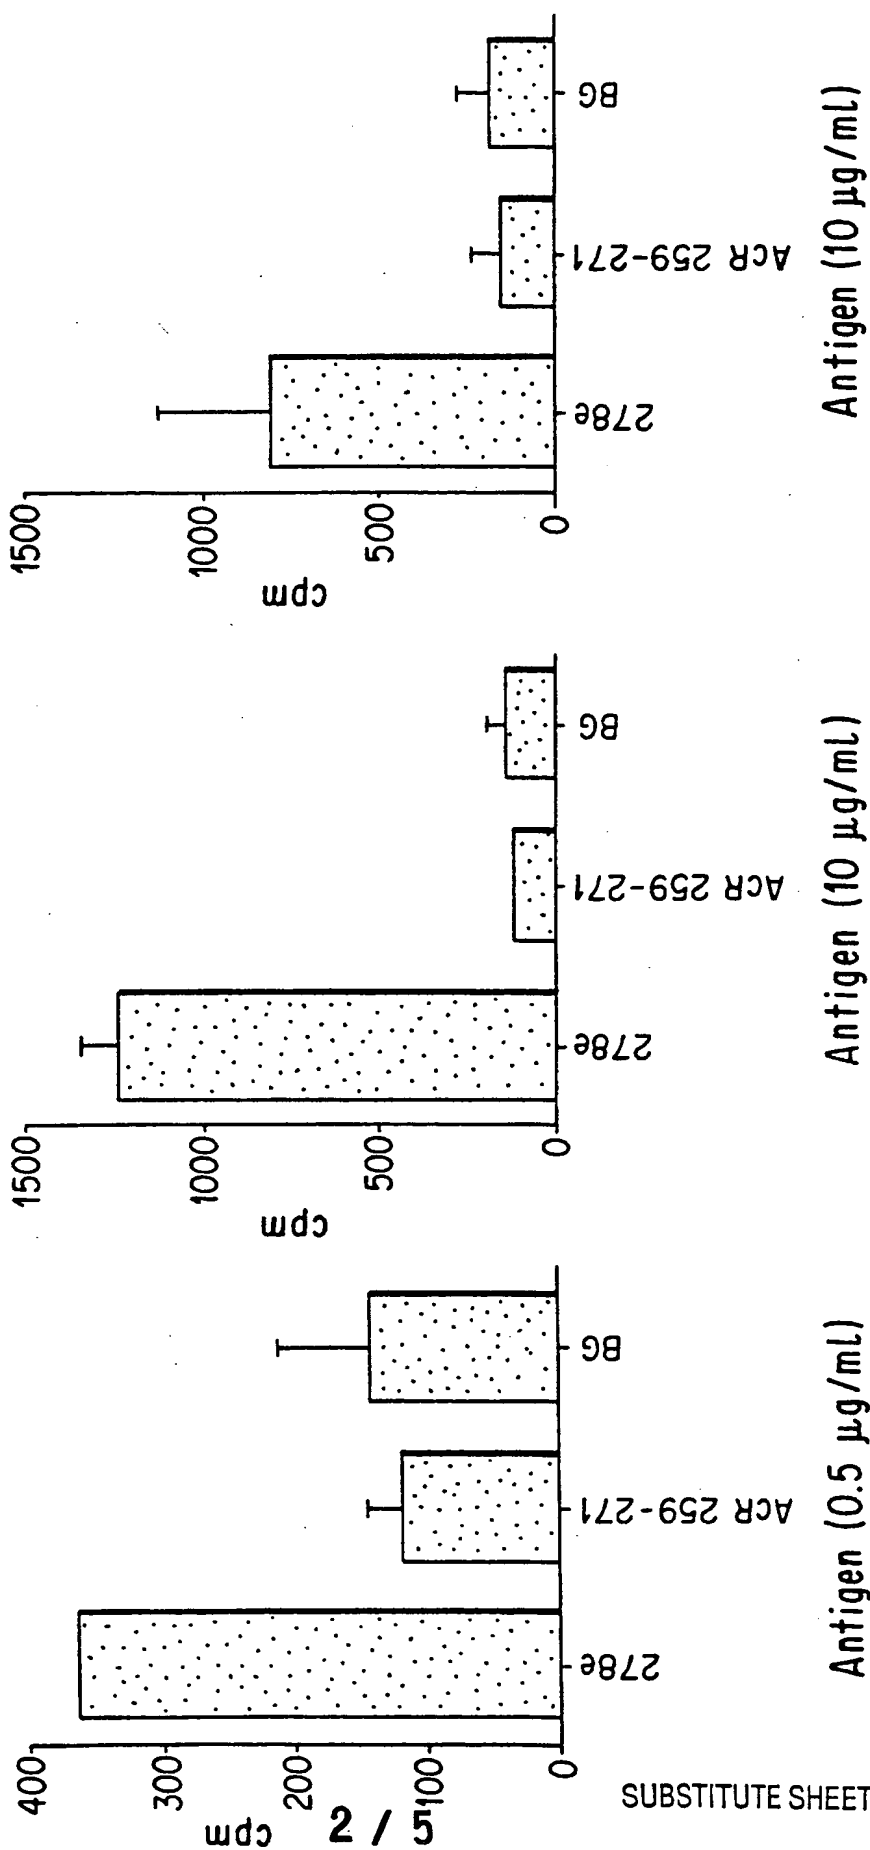 400
300
200
100
0
cpm
278e
AcR 259-271
BG
Antigen (0.5 µg/ml)
1500
1000
500
0
cpm
278e
AcR 259-271
BG
Antigen (10 µg/ml)
1500
1000
500
0
cpm
278e
AcR 259-271
BG
Antigen (10 µg/ml)
2 / 5
SUBSTITUTE SHEET